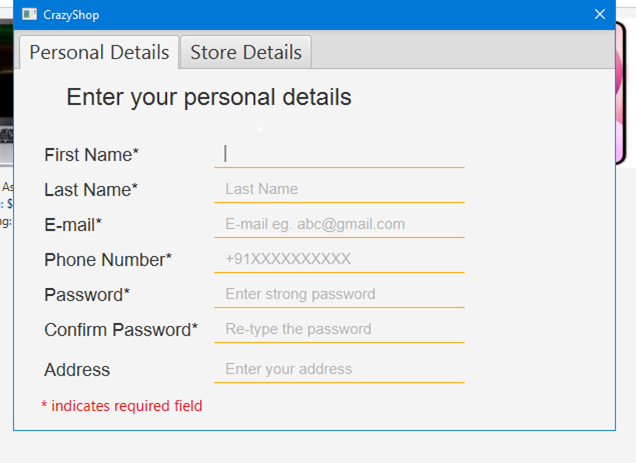 CrazyShop
Personal Details Store Details
Enter your personal details
First Name*
Last Name* Last Name
E-mail* E-mail eg. abc@gmail.com
Phone Number* +91XXXXXXXXXX
Password* Enter strong password
Confirm Password* Re-type the password
Address Enter your address
* indicates required field
As
: $
ng: